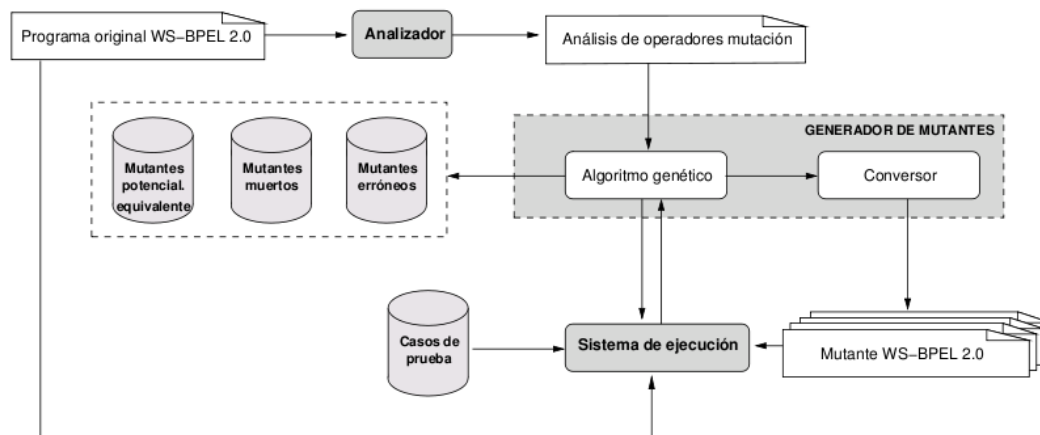 Programa original WS-BPEL 2.0
Analizador
Análisis de operadores mutación
GENERADOR DE MUTANTES
Mutantes
potencial.
equivalente
Mutantes
muertos
Mutantes
erróneos
Algoritmo genético
Conversor
Casos de
prueba
Sistema de ejecución
Mutante WS-BPEL 2.0